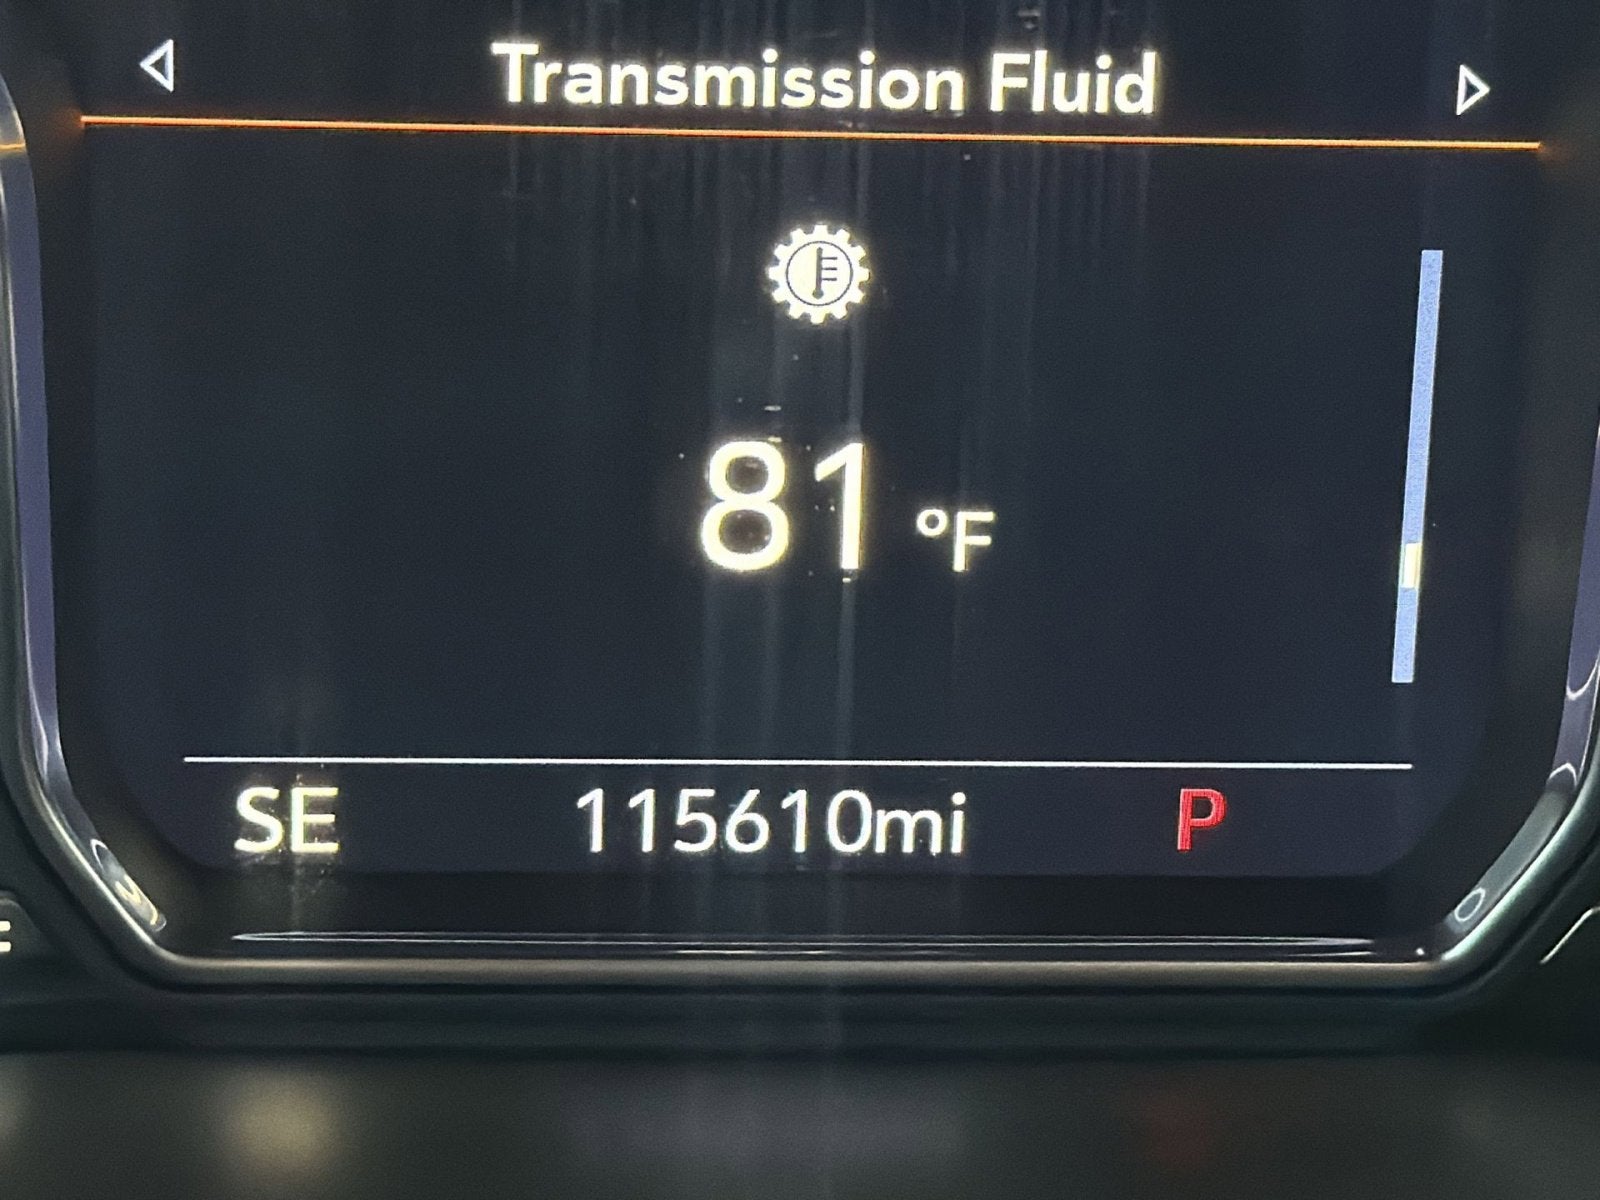 Transmission Fluid
81 °F
SE 115610mi P